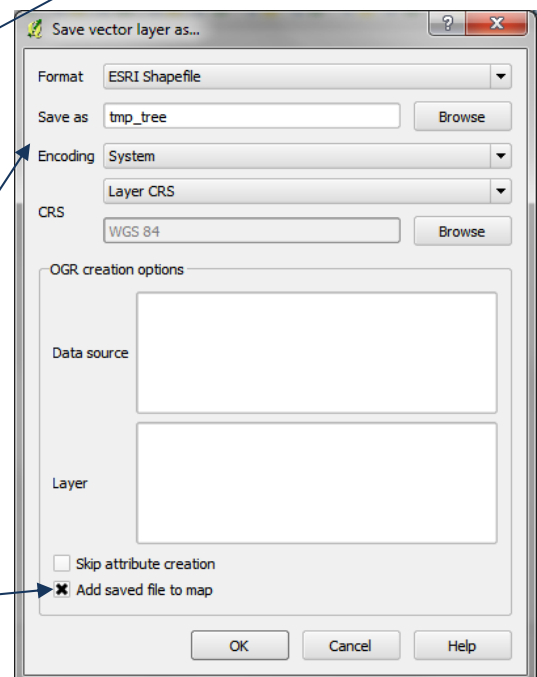 Save vector layer as...
?
Format ESRI Shapefile
Save as tmp_tree Browse
Encoding System
Layer CRS
CRS
WGS 84 Browse
OGR creation options
Data source
Layer
Skip attribute creation
Add saved file to map
OK Cancel Help